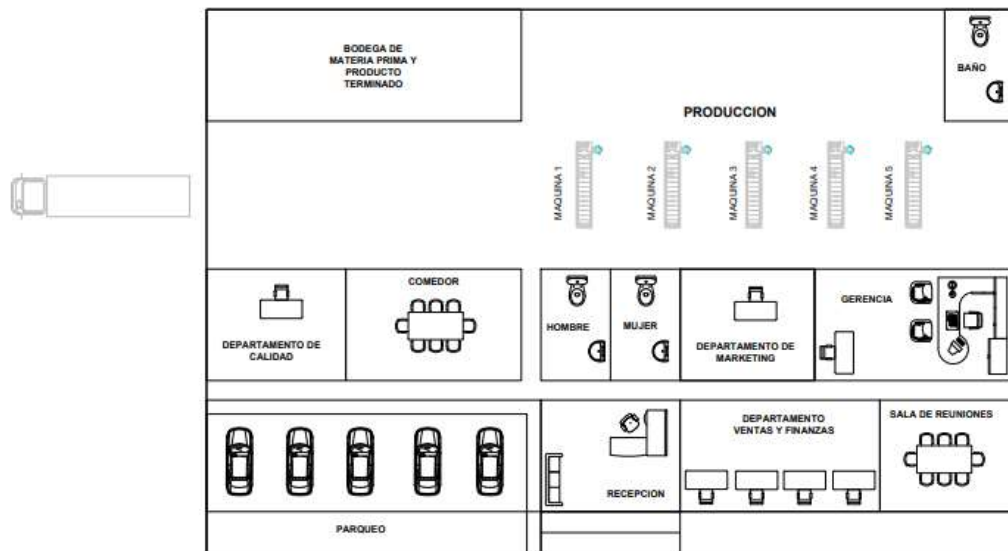 BODEGA DE
MATERIA PRIMA Y
PRODUCTO
TERMINADO
BAÑO
PRODUCCION
MAQUINA 1
MAQUINA 2
MAQUINA 3
MAQUINA 4
MAQUINA 5
DEPARTAMENTO DE
CALIDAD
COMEDOR
HOMBRE
MUJER
DEPARTAMENTO DE
MARKETING
GERENCIA
RECEPCION
DEPARTAMENTO
VENTAS Y FINANZAS
SALA DE REUNIONES
PARQUEO